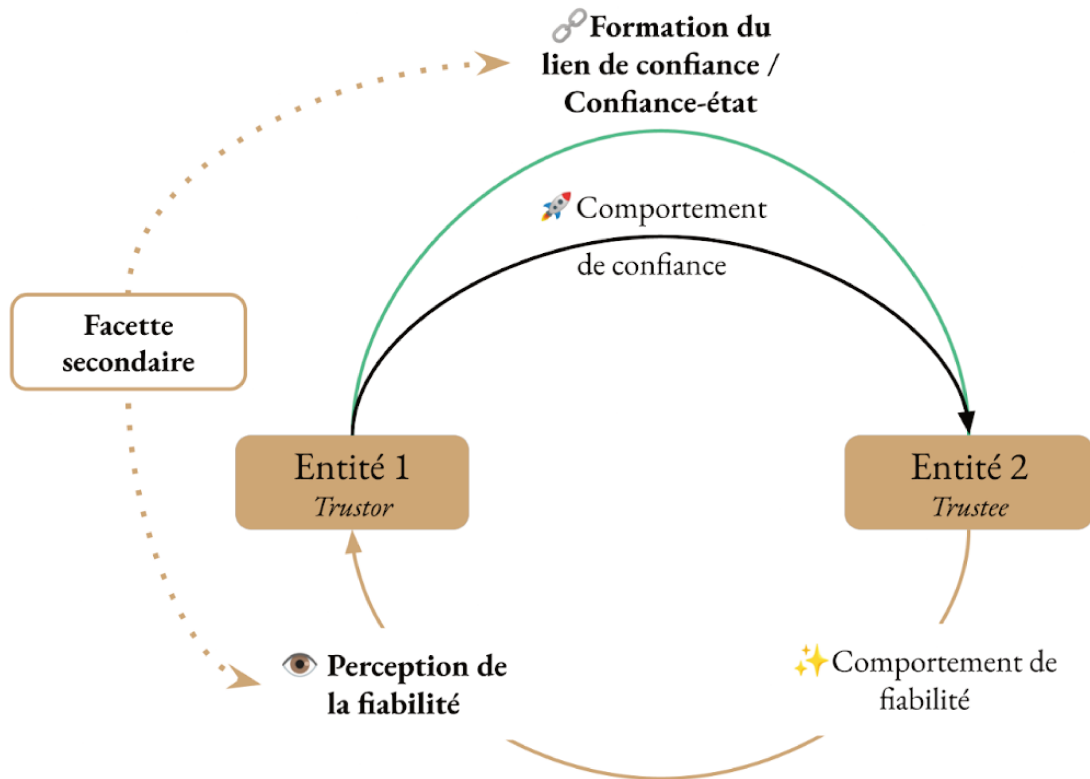 🔗Formation du
lien de confiance /
Confiance-état
🚀Comportement
de confiance
Facette
secondaire
Entité 1
Trustor
Entité 2
Trustee
👁️ Perception de
la fiabilité
✨Comportement de
fiabilité